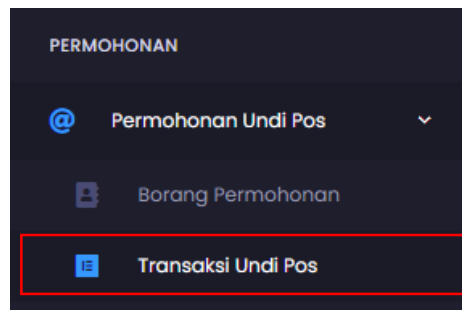 PERMOHONAN
Permohonan Undi Pos
Borang Permohonan
Transaksi Undi Pos